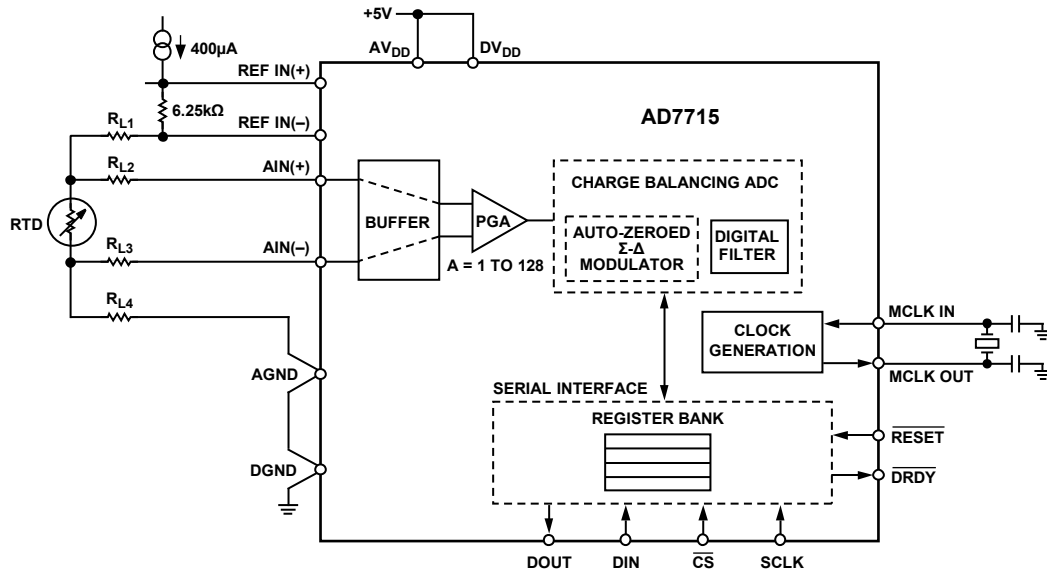 +5V
AVDD
DVDD
400µA
REF IN(+)
6.25kΩ
REF IN(–)
AD7715
RL1
RL2
AIN(+)
CHARGE BALANCING ADC
BUFFER
PGA
AUTO-ZEROED
Σ-Δ
MODULATOR
DIGITAL
FILTER
RTD
RL3
AIN(–)
A = 1 TO 128
RL4
MCLK IN
CLOCK
GENERATION
MCLK OUT
AGND
SERIAL INTERFACE
REGISTER BANK
RESET
DGND
DRDY
DOUT
DIN
CS
SCLK